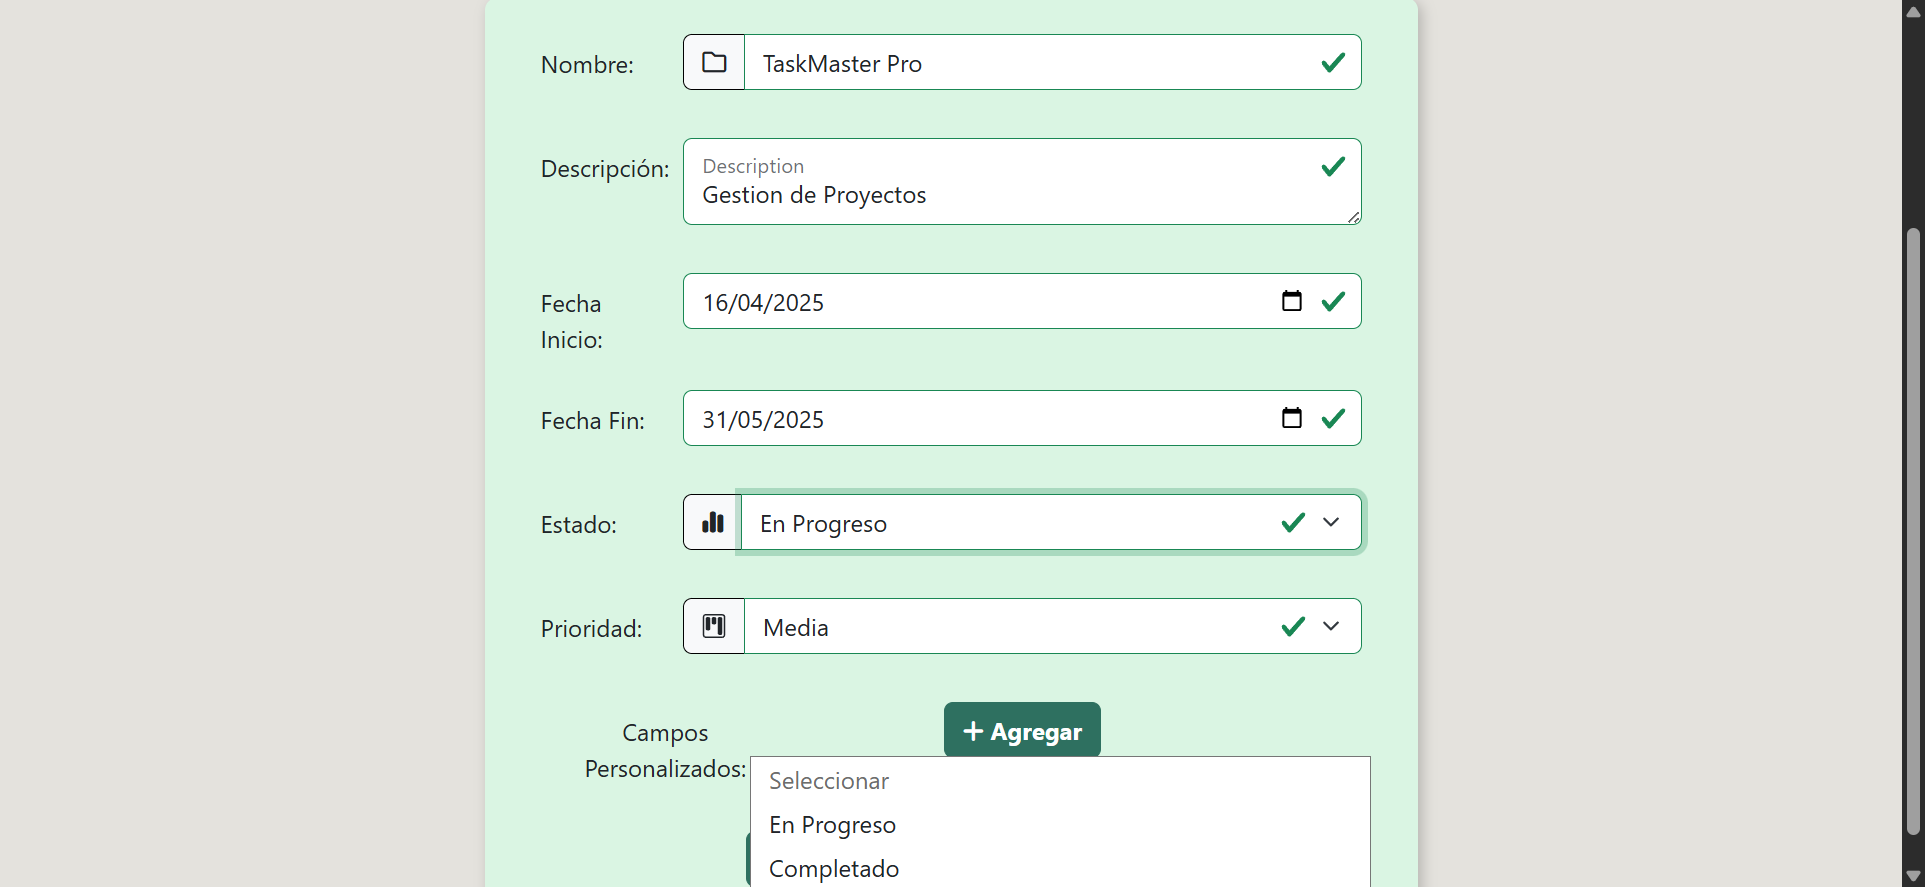 Nombre:
TaskMaster Pro
Descripción:
Description
Gestion de Proyectos
Fecha
Inicio:
16/04/2025
Fecha Fin:
31/05/2025
Estado:
En Progreso
Prioridad:
Media
Campos
Personalizados:
+ Agregar
Seleccionar
En Progreso
Completado